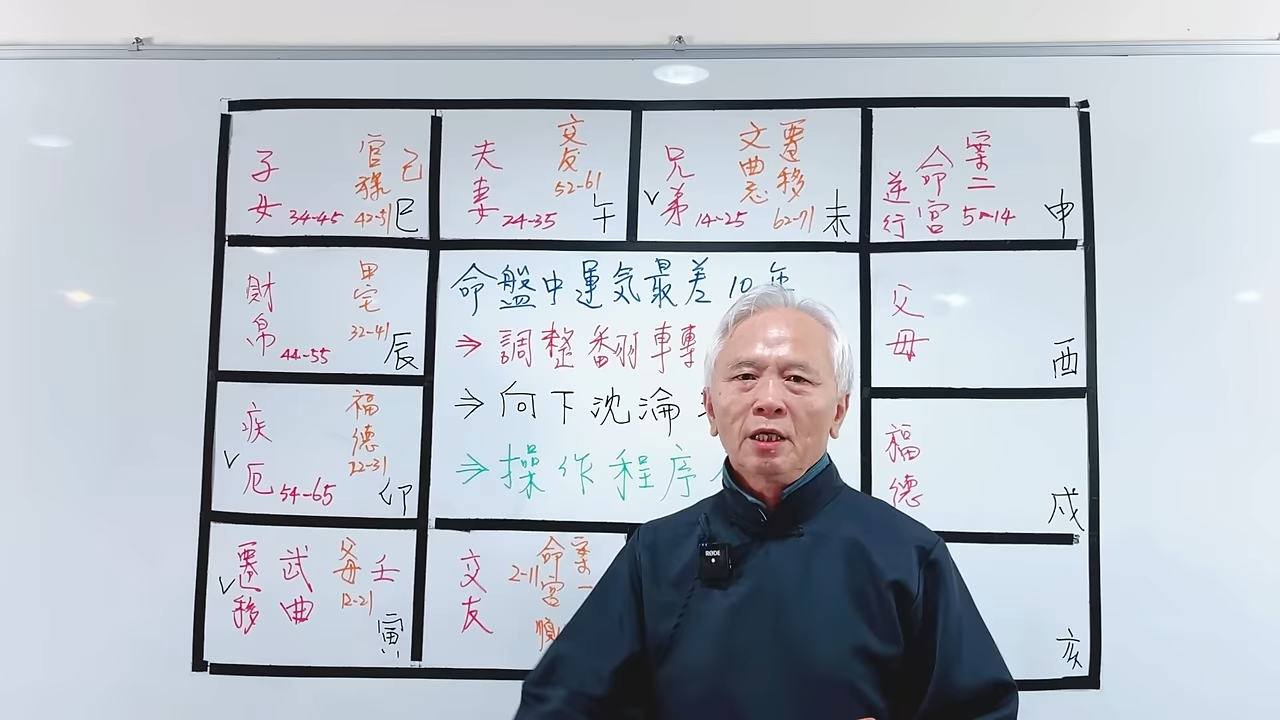 子女 34-45 官祿 42-51 己 巳
夫妻 24-35 交友 52-61 午
兄弟 14-25 文曲忌 遷移 62-71 未
逆行 命宮 案二 5-14 申
財帛 44-55 田宅 32-41 辰
命盤中運気最差10年
⇒ 調整翻轉
⇒ 向下沈淪
⇒ 操作程序
父母 酉
疾厄 54-65 福德 22-31 卯
福德 戌
遷移 武曲 父母 12-21 壬 寅
交友 2-11 命宮 案一 順
亥
RØDE